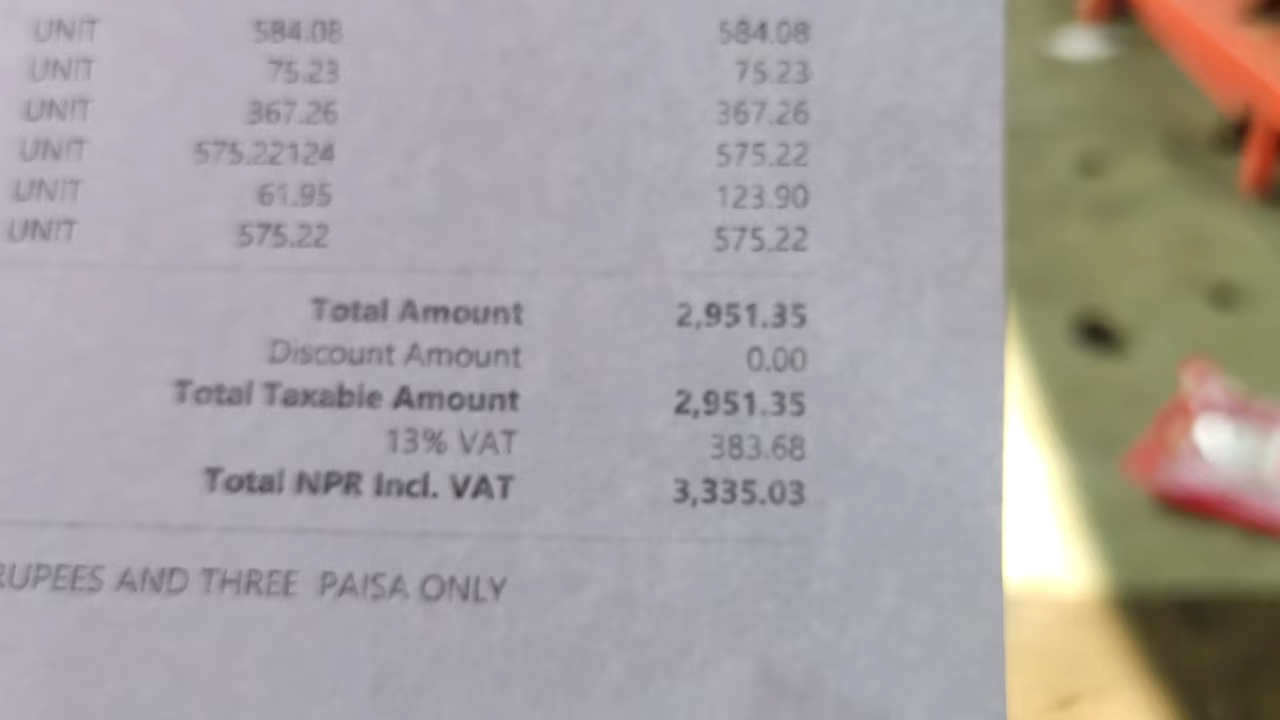 UNIT 584.08 584.08
UNIT 75.23 75.23
UNIT 367.26 367.26
UNIT 575.22124 575.22
UNIT 61.95 123.90
UNIT 575.22 575.22
Total Amount 2,951.35
Discount Amount 0.00
Total Taxable Amount 2,951.35
13% VAT 383.68
Total NPR Incl. VAT 3,335.03
RUPEES AND THREE PAISA ONLY